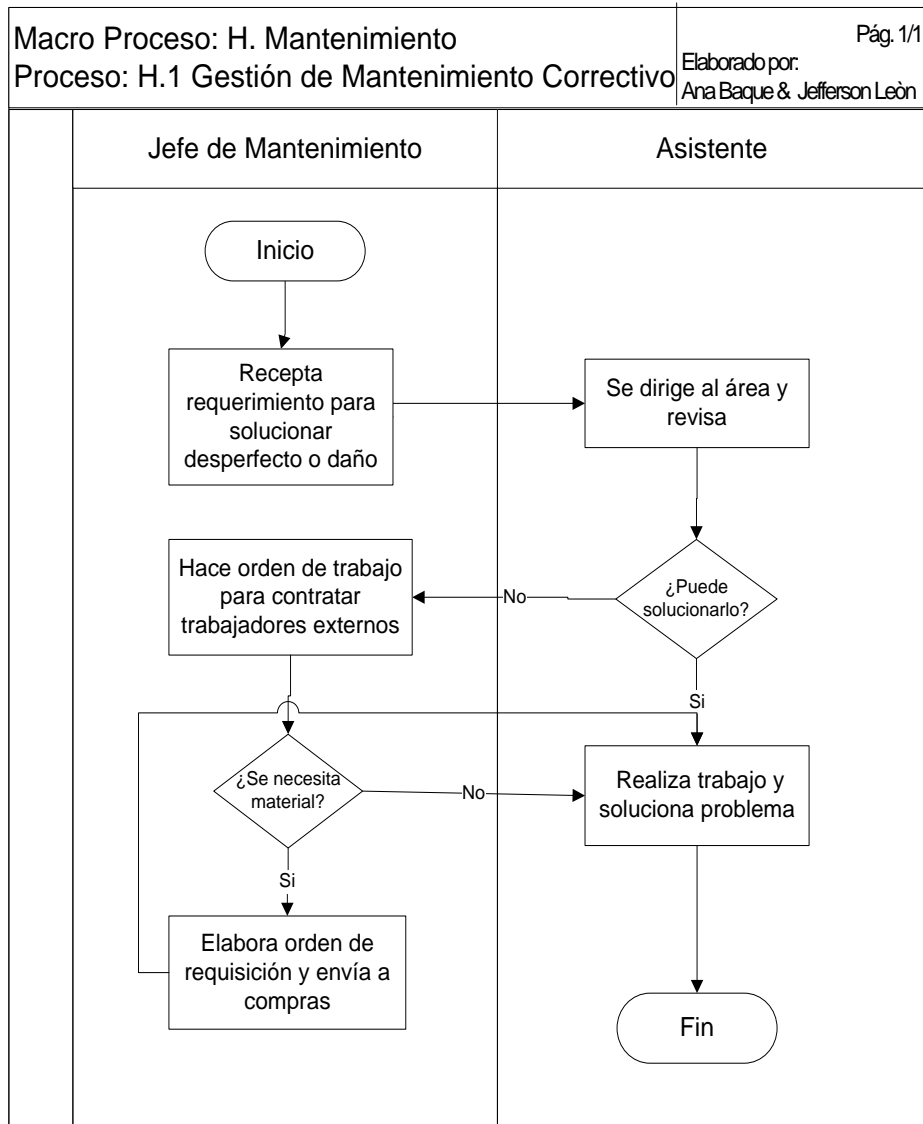 Macro Proceso: H. Mantenimiento
Proceso: H.1 Gestión de Mantenimiento Correctivo
Pág. 1/1
Elaborado por:
Ana Baque & Jefferson Leòn
Jefe de Mantenimiento
Asistente
Inicio
Recepta
requerimiento para
solucionar
desperfecto o daño
Se dirige al área y
revisa
Hace orden de trabajo
para contratar
trabajadores externos
No
¿Puede
solucionarlo?
Si
¿Se necesita
material?
No
Realiza trabajo y
soluciona problema
Si
Elabora orden de
requisición y envía a
compras
Fin